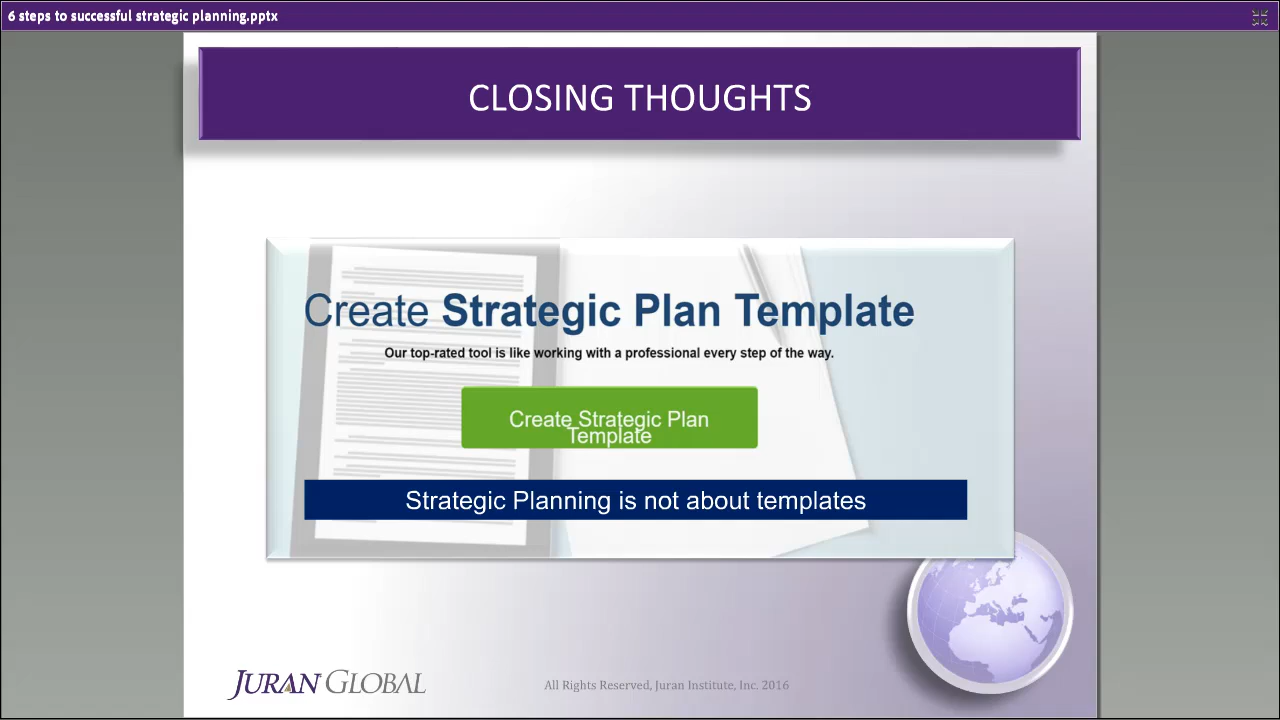 6 steps to successful strategic planning.pptx
CLOSING THOUGHTS
Create Strategic Plan Template
Our top-rated tool is like working with a professional every step of the way.
Create Strategic Plan
Template
Strategic Planning is not about templates
JURAN GLOBAL
All Rights Reserved, Juran Institute, Inc. 2016